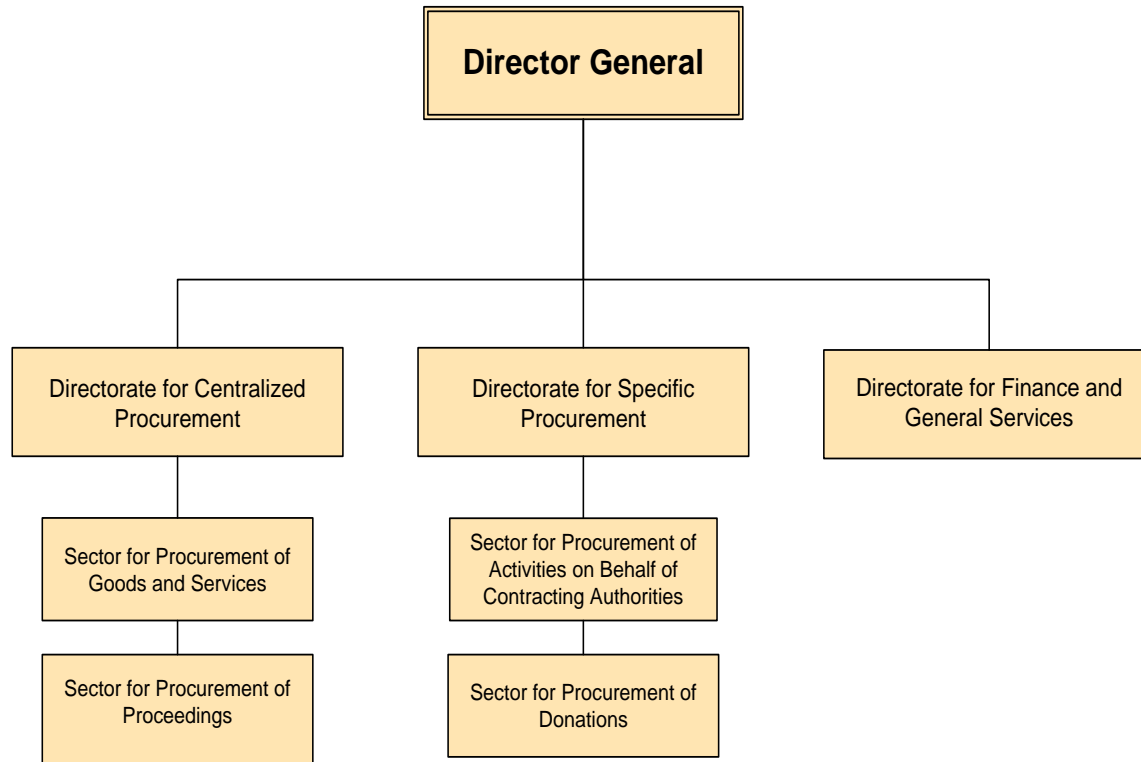 Director General
Directorate for Centralized
Procurement
Directorate for Specific
Procurement
Directorate for Finance and
General Services
Sector for Procurement of
Goods and Services
Sector for Procurement of
Activities on Behalf of
Contracting Authorities
Sector for Procurement of
Proceedings
Sector for Procurement of
Donations